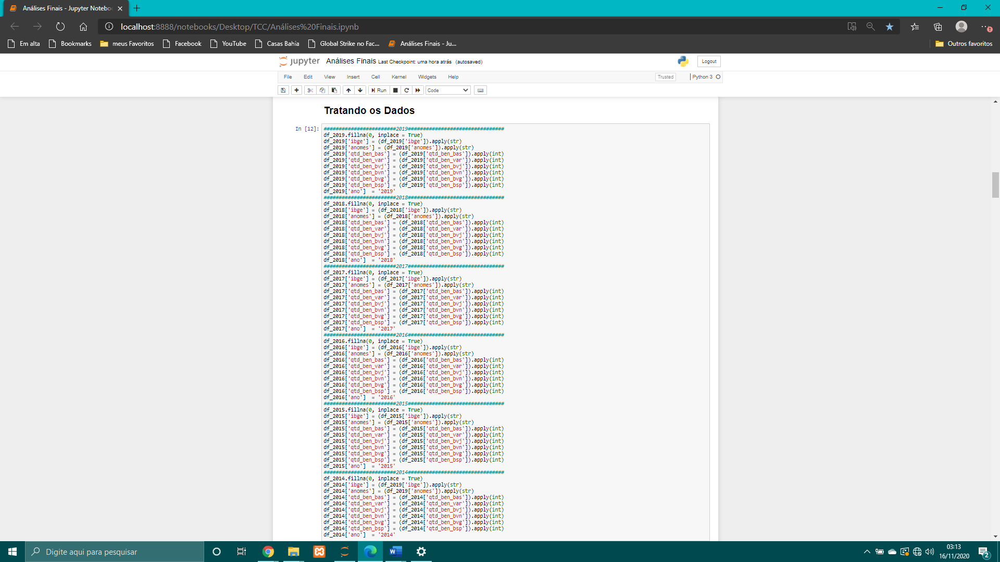 Análises Finais - Jupyter Notebo
localhost:8888/notebooks/Desktop/TCC/Análises%20Finais.ipynb
Em alta Bookmarks meus Favoritos Facebook YouTube Casas Bahia Global Strike no Fac... Análises Finais - Ju... Outros favoritos
jupyter Análises Finais Last Checkpoint: uma hora atrás (autosaved) Logout
File Edit View Insert Cell Kernel Widgets Help Trusted Python 3
Run Code
Tratando os Dados
In [12]: ########################2019################################
df_2019.fillna(0, inplace = True)
df_2019['ibge'] = (df_2019['ibge']).apply(str)
df_2019['anomes'] = (df_2019['anomes']).apply(str)
df_2019['qtd_ben_bas'] = (df_2019['qtd_ben_bas']).apply(int)
df_2019['qtd_ben_var'] = (df_2019['qtd_ben_var']).apply(int)
df_2019['qtd_ben_bvj'] = (df_2019['qtd_ben_bvj']).apply(int)
df_2019['qtd_ben_bvn'] = (df_2019['qtd_ben_bvn']).apply(int)
df_2019['qtd_ben_bvg'] = (df_2019['qtd_ben_bvg']).apply(int)
df_2019['qtd_ben_bsp'] = (df_2019['qtd_ben_bsp']).apply(int)
df_2019['ano']  = '2019'
########################2018################################
df_2018.fillna(0, inplace = True)
df_2018['ibge'] = (df_2018['ibge']).apply(str)
df_2018['anomes'] = (df_2018['anomes']).apply(str)
df_2018['qtd_ben_bas'] = (df_2018['qtd_ben_bas']).apply(int)
df_2018['qtd_ben_var'] = (df_2018['qtd_ben_var']).apply(int)
df_2018['qtd_ben_bvj'] = (df_2018['qtd_ben_bvj']).apply(int)
df_2018['qtd_ben_bvn'] = (df_2018['qtd_ben_bvn']).apply(int)
df_2018['qtd_ben_bvg'] = (df_2018['qtd_ben_bvg']).apply(int)
df_2018['qtd_ben_bsp'] = (df_2018['qtd_ben_bsp']).apply(int)
df_2018['ano']  = '2018'
########################2017################################
df_2017.fillna(0, inplace = True)
df_2017['ibge'] = (df_2017['ibge']).apply(str)
df_2017['anomes'] = (df_2017['anomes']).apply(str)
df_2017['qtd_ben_bas'] = (df_2017['qtd_ben_bas']).apply(int)
df_2017['qtd_ben_var'] = (df_2017['qtd_ben_var']).apply(int)
df_2017['qtd_ben_bvj'] = (df_2017['qtd_ben_bvj']).apply(int)
df_2017['qtd_ben_bvn'] = (df_2017['qtd_ben_bvn']).apply(int)
df_2017['qtd_ben_bvg'] = (df_2017['qtd_ben_bvg']).apply(int)
df_2017['qtd_ben_bsp'] = (df_2017['qtd_ben_bsp']).apply(int)
df_2017['ano']  = '2017'
########################2016################################
df_2016.fillna(0, inplace = True)
df_2016['ibge'] = (df_2016['ibge']).apply(str)
df_2016['anomes'] = (df_2016['anomes']).apply(str)
df_2016['qtd_ben_bas'] = (df_2016['qtd_ben_bas']).apply(int)
df_2016['qtd_ben_var'] = (df_2016['qtd_ben_var']).apply(int)
df_2016['qtd_ben_bvj'] = (df_2016['qtd_ben_bvj']).apply(int)
df_2016['qtd_ben_bvn'] = (df_2016['qtd_ben_bvn']).apply(int)
df_2016['qtd_ben_bvg'] = (df_2016['qtd_ben_bvg']).apply(int)
df_2016['qtd_ben_bsp'] = (df_2016['qtd_ben_bsp']).apply(int)
df_2016['ano']  = '2016'
########################2015################################
df_2015.fillna(0, inplace = True)
df_2015['ibge'] = (df_2015['ibge']).apply(str)
df_2015['anomes'] = (df_2015['anomes']).apply(str)
df_2015['qtd_ben_bas'] = (df_2015['qtd_ben_bas']).apply(int)
df_2015['qtd_ben_var'] = (df_2015['qtd_ben_var']).apply(int)
df_2015['qtd_ben_bvj'] = (df_2015['qtd_ben_bvj']).apply(int)
df_2015['qtd_ben_bvn'] = (df_2015['qtd_ben_bvn']).apply(int)
df_2015['qtd_ben_bvg'] = (df_2015['qtd_ben_bvg']).apply(int)
df_2015['qtd_ben_bsp'] = (df_2015['qtd_ben_bsp']).apply(int)
df_2015['ano']  = '2015'
########################2014################################
df_2014.fillna(0, inplace = True)
df_2014['ibge'] = (df_2019['ibge']).apply(str)
df_2014['anomes'] = (df_2019['anomes']).apply(str)
df_2014['qtd_ben_bas'] = (df_2014['qtd_ben_bas']).apply(int)
df_2014['qtd_ben_var'] = (df_2014['qtd_ben_var']).apply(int)
df_2014['qtd_ben_bvj'] = (df_2014['qtd_ben_bvj']).apply(int)
df_2014['qtd_ben_bvn'] = (df_2014['qtd_ben_bvn']).apply(int)
df_2014['qtd_ben_bvg'] = (df_2014['qtd_ben_bvg']).apply(int)
df_2014['qtd_ben_bsp'] = (df_2014['qtd_ben_bsp']).apply(int)
df_2014['ano']  = '2014'
Digite aqui para pesquisar
03:13
16/11/2020
2